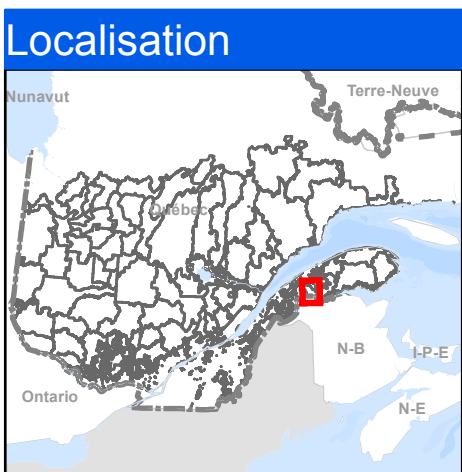 Localisation
Nunavut
Terre-Neuve
Québec
N-B
I-P-E
Ontario
N-E